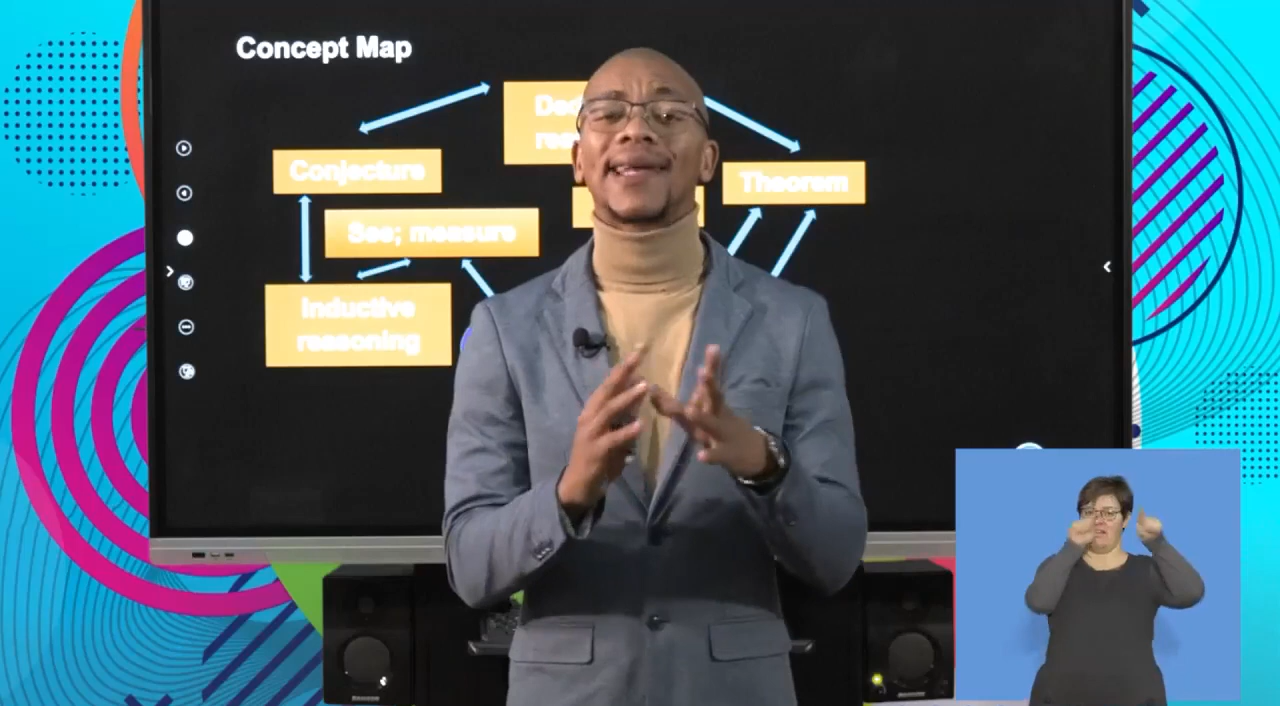 Concept Map
Conjecture
Theorem
See; measure
Inductive
reasoning